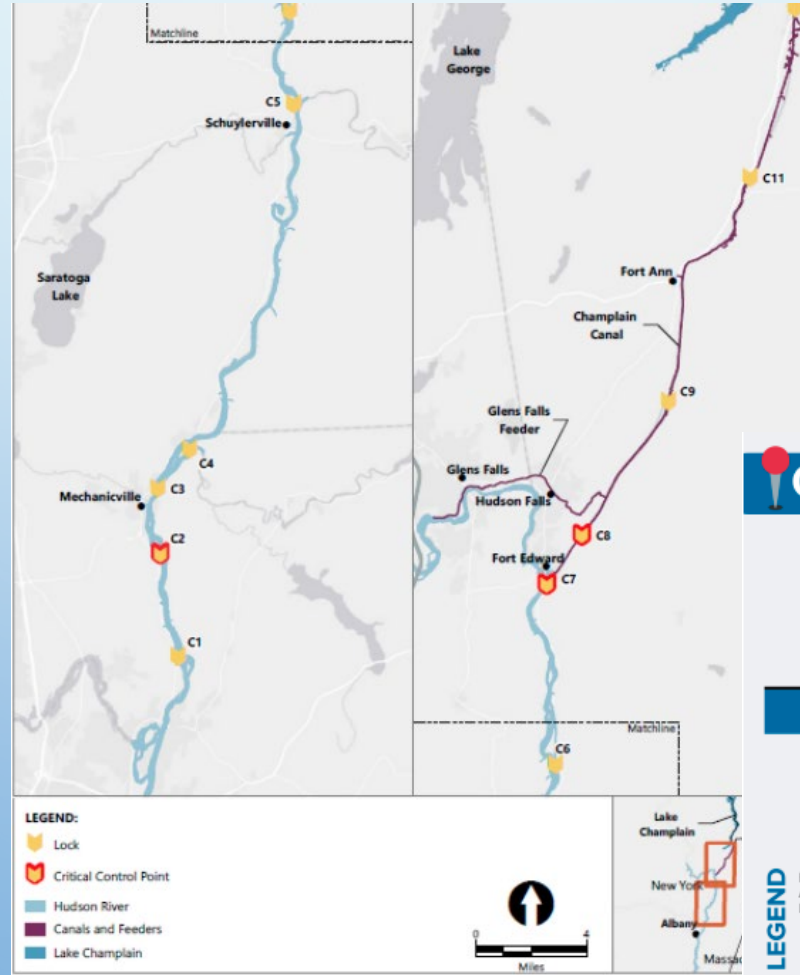 Matchline
C5
Schuylerville
Saratoga
Lake
C4
C3
Mechanicville
C2
C1
Lake
George
C11
Fort Ann
Champlain
Canal
C9
Glens Falls
Feeder
Glens Falls
Hudson Falls
C8
Fort Edward
C7
Matchline
C6
LEGEND:
Lock
Critical Control Point
Hudson River
Canals and Feeders
Lake Champlain
0 4
Miles
Lake
Champlain
New York
Albany
LEGEND